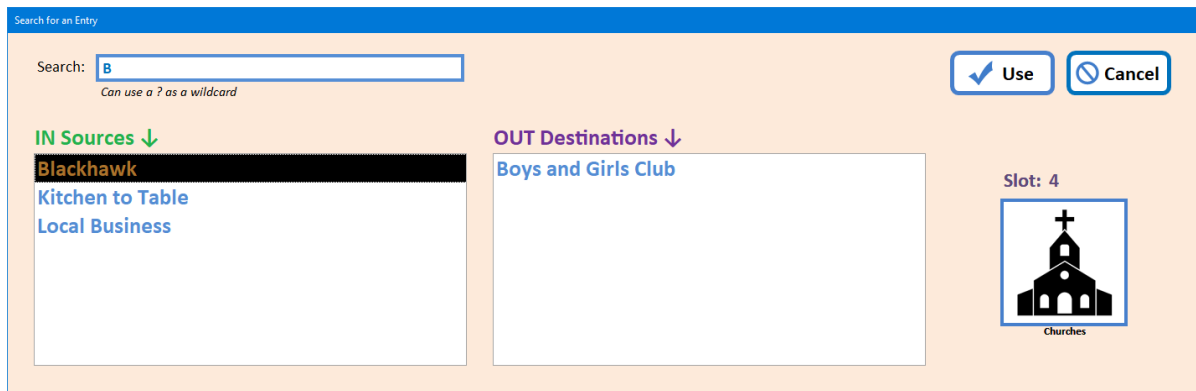 Search for an Entry
Search: B
Can use a ? as a wildcard
Use
Cancel
IN Sources ↓
Blackhawk
Kitchen to Table
Local Business
OUT Destinations ↓
Boys and Girls Club
Slot: 4
Churches